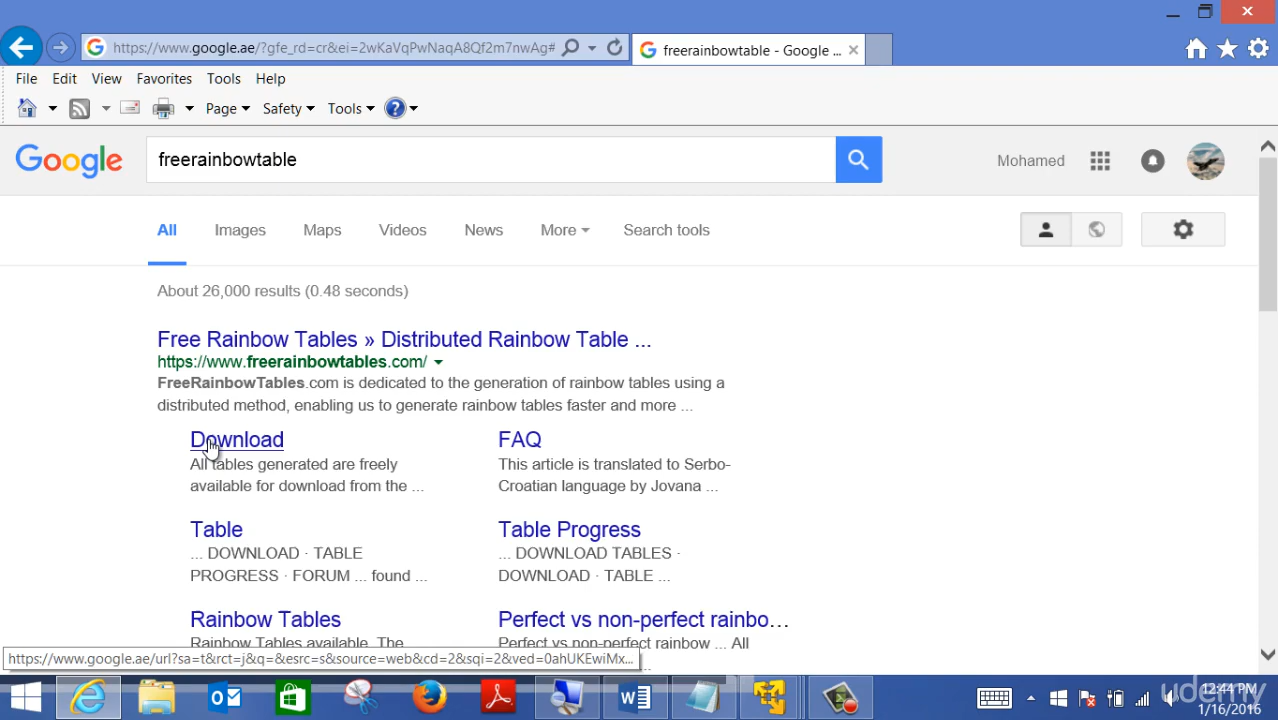 https://www.google.ae/?gfe_rd=cr&ei=2wKaVqPwNaqA8Qf2m7nwAg#
freerainbowtable - Google ...
File Edit View Favorites Tools Help
Page Safety Tools
Google
freerainbowtable
Mohamed
All Images Maps Videos News More Search tools
About 26,000 results (0.48 seconds)
Free Rainbow Tables » Distributed Rainbow Table ...
https://www.freerainbowtables.com/
FreeRainbowTables.com is dedicated to the generation of rainbow tables using a
distributed method, enabling us to generate rainbow tables faster and more ...
Download
All tables generated are freely
available for download from the ...
FAQ
This article is translated to Serbo-
Croatian language by Jovana ...
Table
... DOWNLOAD · TABLE
PROGRESS · FORUM ... found ...
Table Progress
... DOWNLOAD TABLES ·
DOWNLOAD · TABLE ...
Rainbow Tables
Rainbow Tables available. The
Perfect vs non-perfect rainbo...
Perfect vs non-perfect rainbow ... All
https://www.google.ae/url?sa=t&rct=j&q=&esrc=s&source=web&cd=2&sqi=2&ved=0ahUKEwiMx...
12:44 PM
1/16/2016
udemy